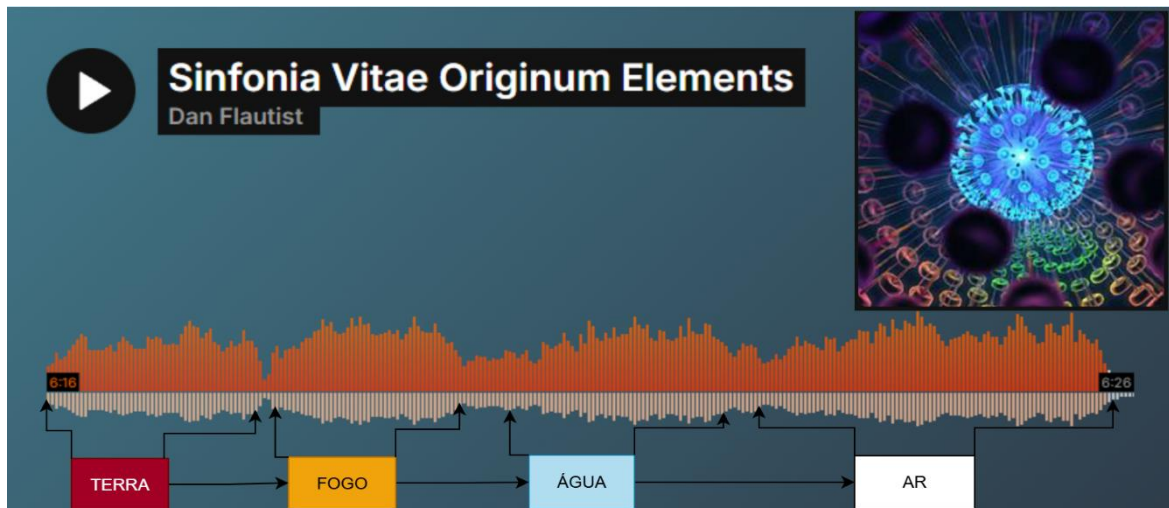 Sinfonia Vitae Originum Elements
Dan Flautist
6:16
6:26
TERRA
FOGO
ÁGUA
AR